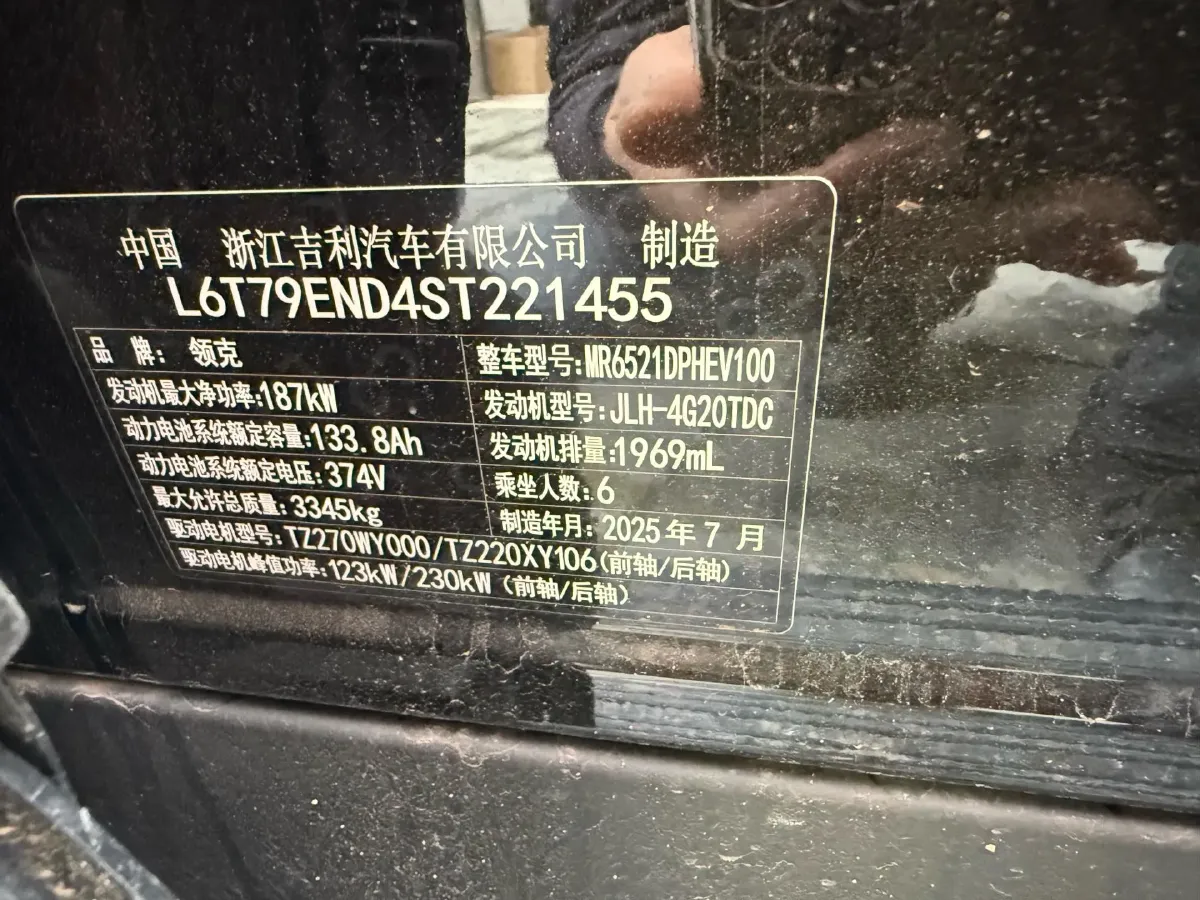 中国 浙江吉利汽车有限公司 制造
L6T79END4ST221455
品 牌: 领克 整车型号:MR6521DPHEV100
发动机最大净功率:187kW 发动机型号:JLH-4G20TDC
动力电池系统额定容量:133.8Ah 发动机排量:1969mL
动力电池系统额定电压:374V 乘坐人数:6
最大允许总质量:3345kg 制造年月:2025年7月
驱动电机型号:TZ270WY000/TZ220XY106(前轴/后轴)
驱动电机峰值功率:123kW/230kW(前轴/后轴)